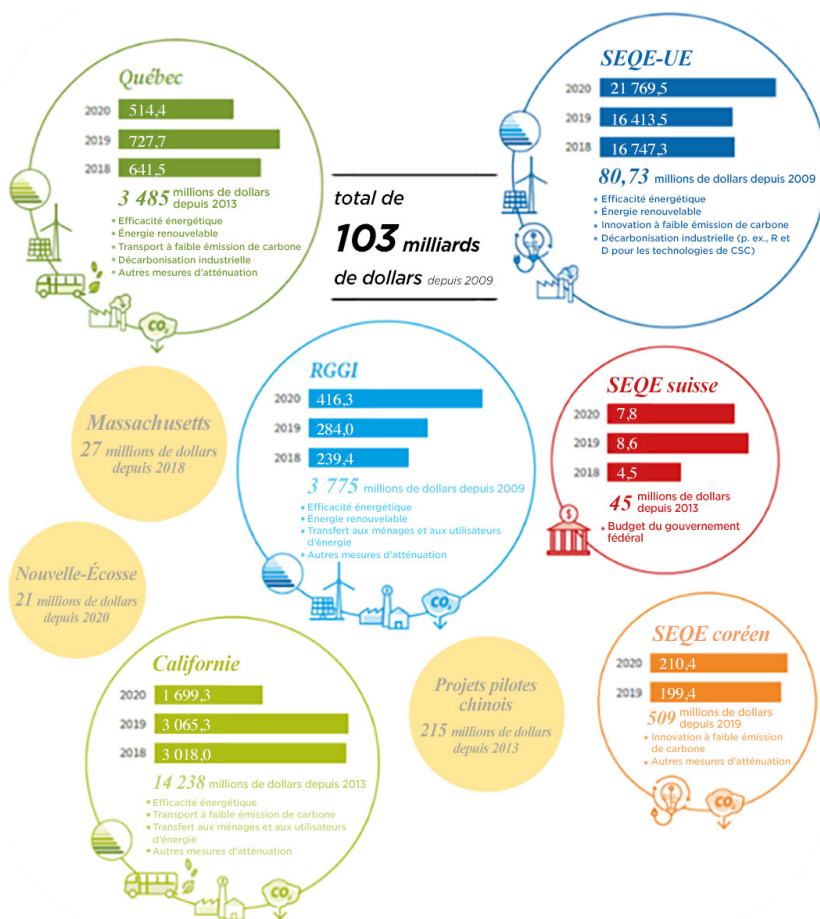 Québec
2020 514,4
2019 727,7
2018 641,5
3 485 millions de dollars
depuis 2013
• Efficacité énergétique
• Énergie renouvelable
• Transport à faible émission de carbone
• Décarbonisation industrielle
• Autres mesures d'atténuation
CO₂
total de
103 milliards
de dollars depuis 2009
SEQE-UE
2020 21 769,5
2019 16 413,5
2018 16 747,3
80,73 millions de dollars depuis 2009
• Efficacité énergétique
• Énergie renouvelable
• Innovation à faible émission de carbone
• Décarbonisation industrielle (p. ex., R et
D pour les technologies de CSC)
Massachusetts
27 millions de dollars
depuis 2018
RGGI
2020 416,3
2019 284,0
2018 239,4
3 775 millions de dollars depuis 2009
• Efficacité énergétique
• Énergie renouvelable
• Transfert aux ménages et aux utilisateurs
d'énergie
• Autres mesures d'atténuation
CO₂
SEQE suisse
2020 7,8
2019 8,6
2018 4,5
45 millions de dollars
depuis 2013
• Budget du gouvernement
fédéral
$
Nouvelle-Écosse
21 millions de dollars
depuis 2020
Californie
2020 1 699,3
2019 3 065,3
2018 3 018,0
14 238 millions de dollars depuis 2013
• Efficacité énergétique
• Transport à faible émission de carbone
• Transfert aux ménages et aux utilisateurs
d'énergie
• Autres mesures d'atténuation
CO₂
Projets pilotes
chinois
215 millions de dollars
depuis 2013
SEQE coréen
2020 210,4
2019 199,4
509 millions de dollars
depuis 2019
• Innovation à faible émission
de carbone
• Autres mesures d'atténuation
CO₂